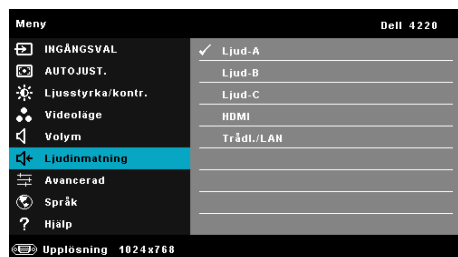 Meny
Dell 4220
INGÅNGSVAL
AUTOJUST.
Ljusstyrka/kontr.
Videoläge
Volym
Ljudinmatning
Avancerad
Språk
Hjälp
Ljud-A
Ljud-B
Ljud-C
HDMI
Trådl./LAN
Upplösning 1024x768